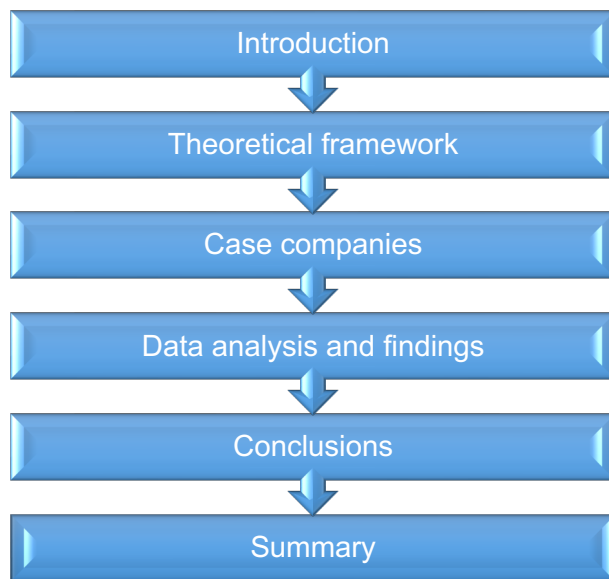 Introduction
Theoretical framework
Case companies
Data analysis and findings
Conclusions
Summary